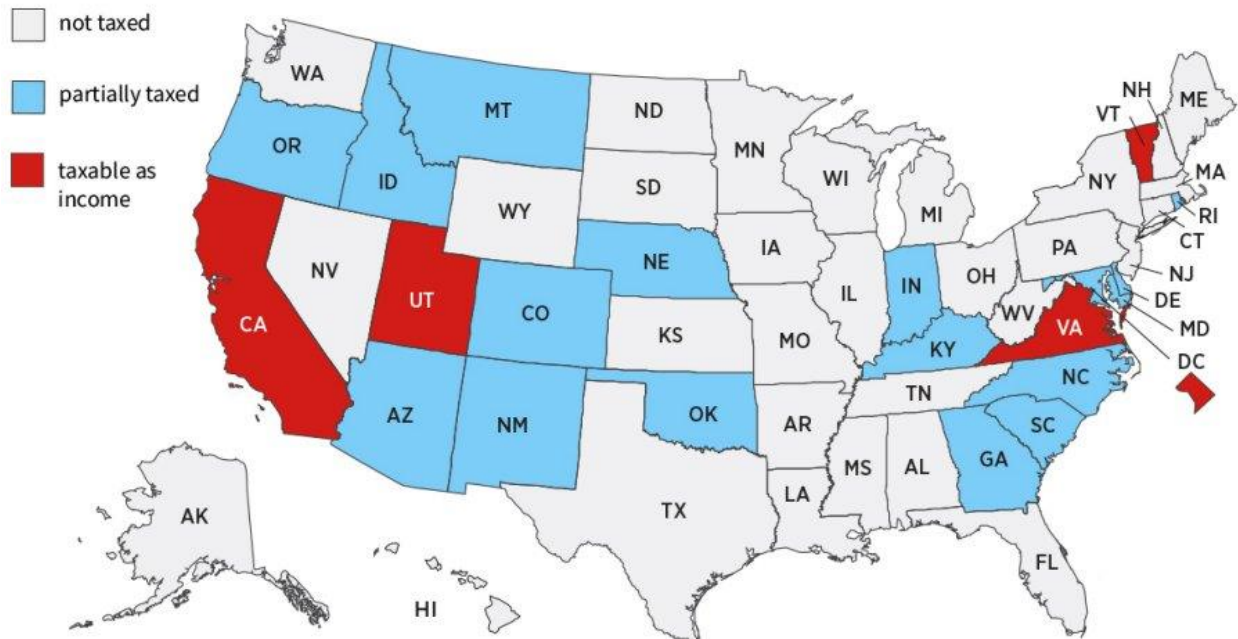 not taxed
partially taxed
taxable as
income
WA
MT
ND
MN
OR
ID
WY
SD
WI
MI
NY
VT
NH
ME
MA
RI
CT
NV
UT
CO
NE
IA
IL
IN
OH
PA
NJ
DE
MD
DC
CA
KS
MO
KY
WV
VA
AZ
NM
OK
AR
TN
NC
SC
TX
LA
MS
AL
GA
FL
AK
HI